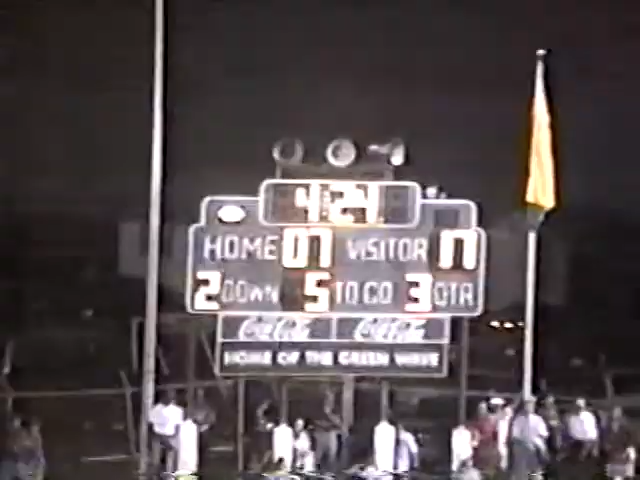 4:24
HOME 07 VISITOR 17
2 DOWN 5 TO GO 3 QTR
Coca-Cola Coca-Cola
HOME OF THE GREEN WAVE